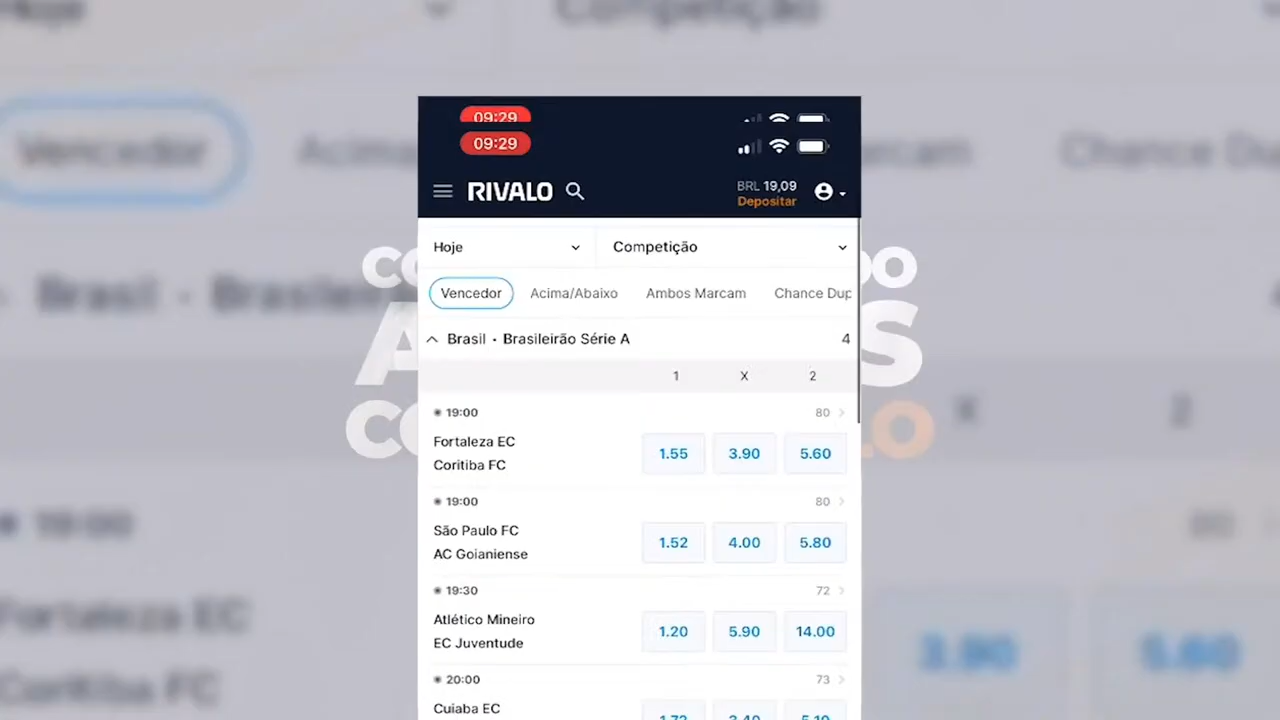 09:29
09:29
RIVALO
BRL 19,09
Depositar
Hoje
Competição
Vencedor
Acima/Abaixo
Ambos Marcam
Chance Dup
Brasil • Brasileirão Série A
4
1 X 2
19:00
80
Fortaleza EC
Coritiba FC
1.55 3.90 5.60
19:00
80
São Paulo FC
AC Goianiense
1.52 4.00 5.80
19:30
72
Atlético Mineiro
EC Juventude
1.20 5.90 14.00
20:00
73
Cuiaba EC